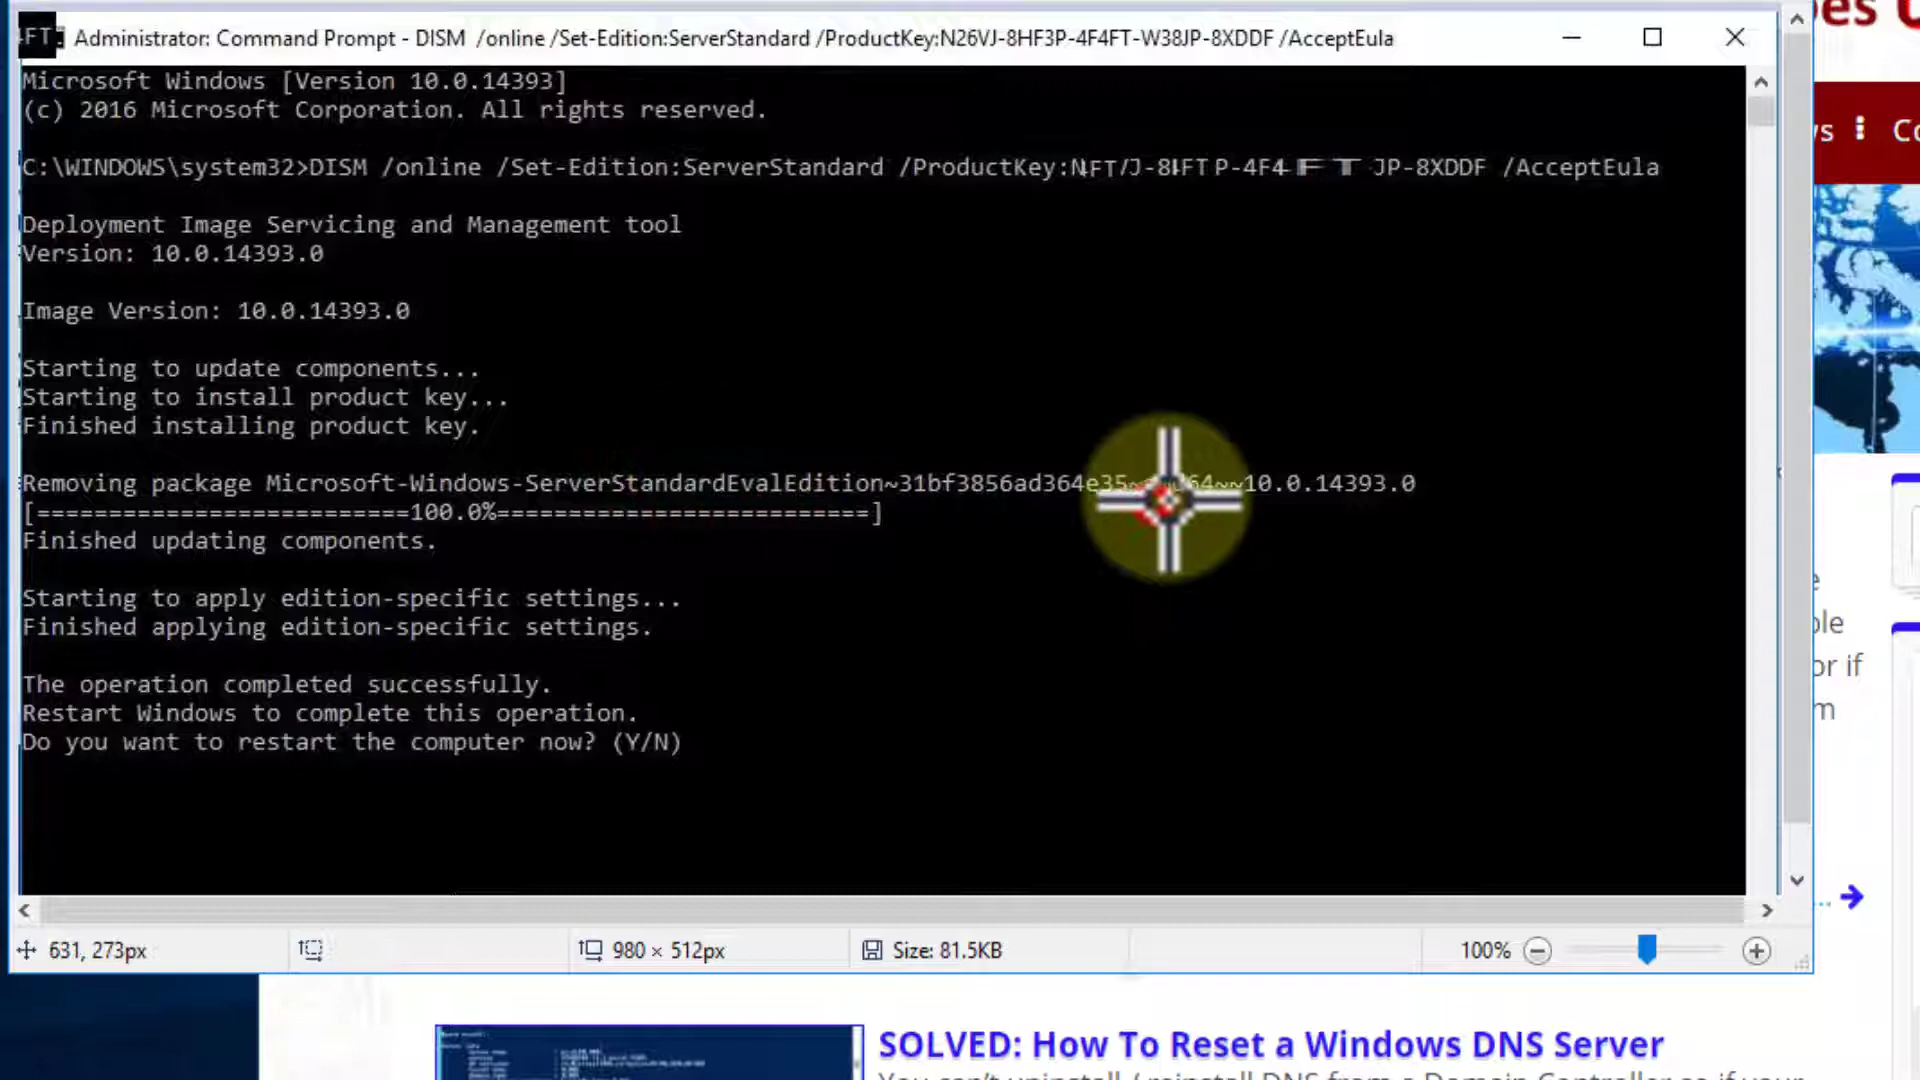 Administrator: Command Prompt - DISM /online /Set-Edition:ServerStandard /ProductKey:N26VJ-8HF3P-4F4FT-W38JP-8XDDF /AcceptEula
Microsoft Windows [Version 10.0.14393]
(c) 2016 Microsoft Corporation. All rights reserved.
C:\WINDOWS\system32>DISM /online /Set-Edition:ServerStandard /ProductKey: JP-8XDDF /AcceptEula
Deployment Image Servicing and Management tool
Version: 10.0.14393.0
Image Version: 10.0.14393.0
Starting to update components...
Starting to install product key...
Finished installing product key.
Removing package Microsoft-Windows-ServerStandardEvalEdition~31bf3856ad364e35~ 64~~10.0.14393.0
[==========================100.0%==========================]
Finished updating components.
Starting to apply edition-specific settings...
Finished applying edition-specific settings.
The operation completed successfully.
Restart Windows to complete this operation.
Do you want to restart the computer now? (Y/N)
or if
631, 273px
980 × 512px
Size: 81.5KB
100%
SOLVED: How To Reset a Windows DNS Server